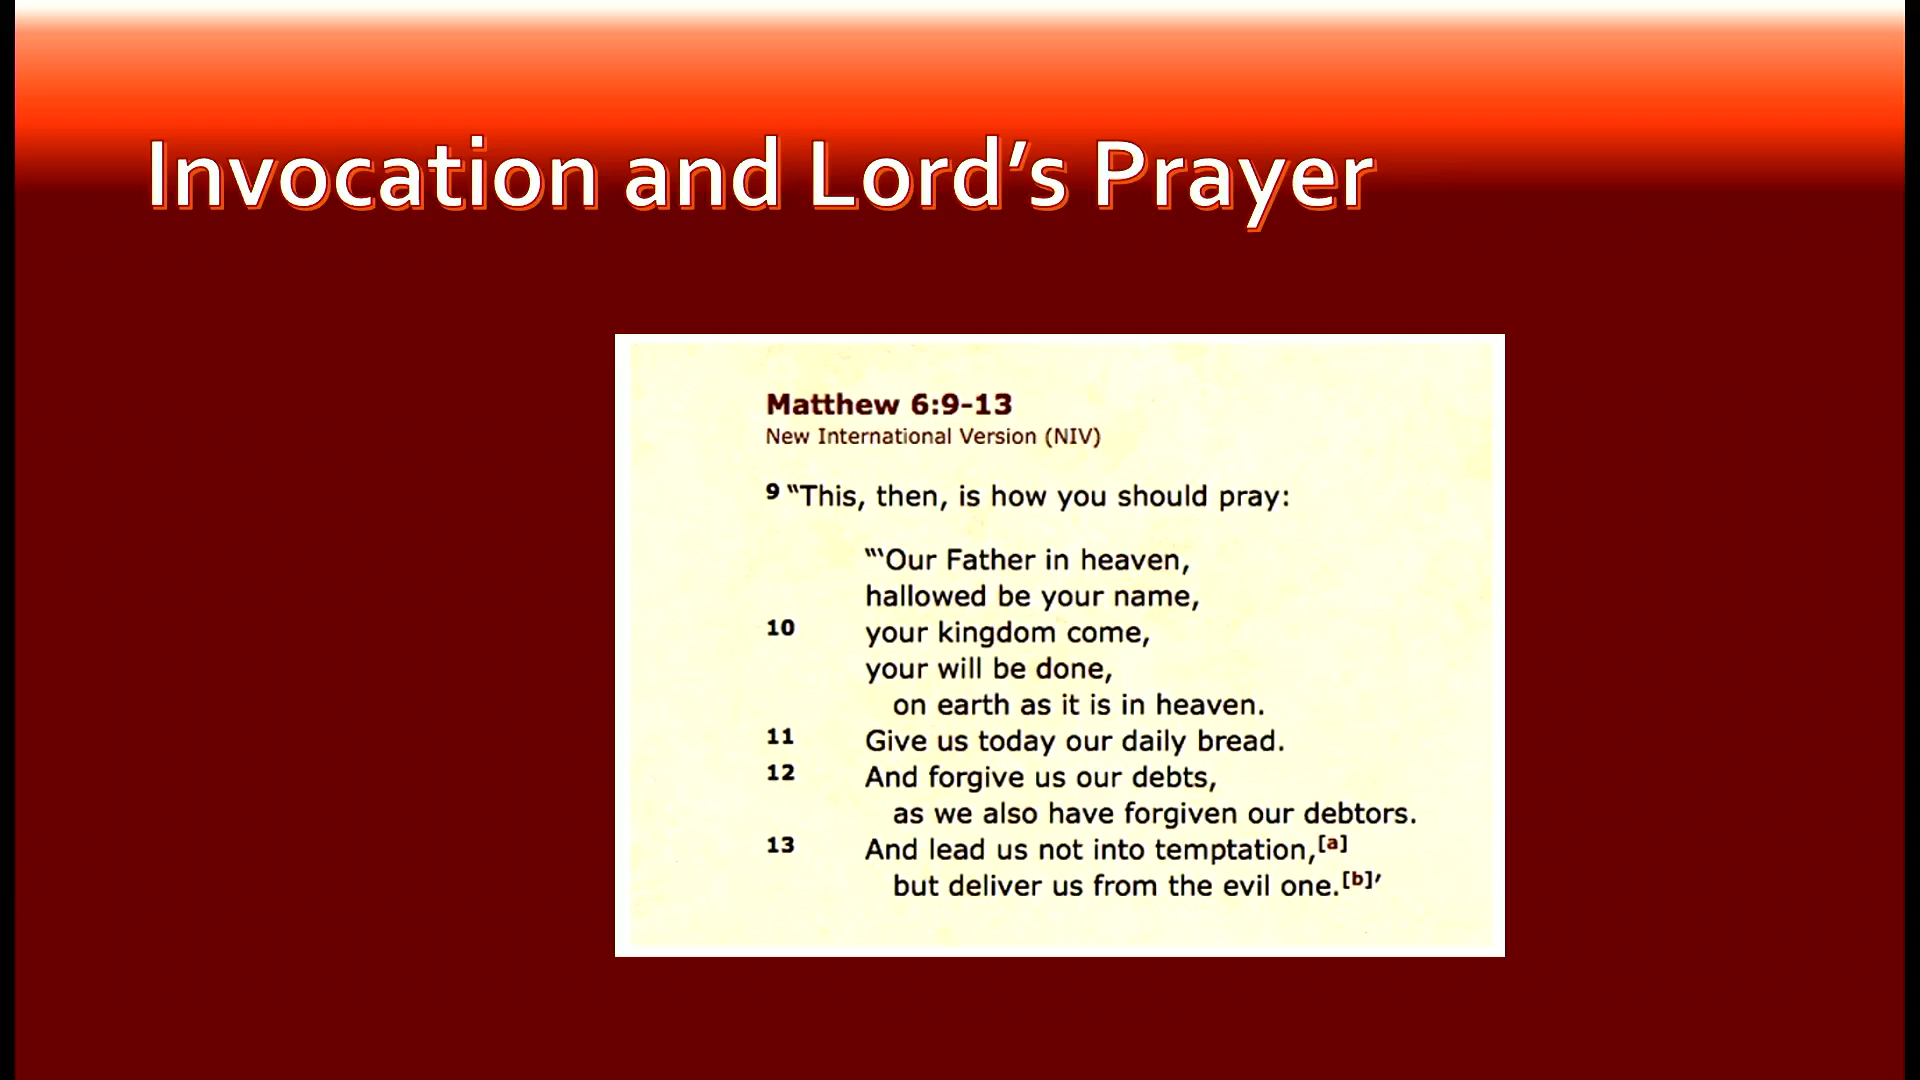 Invocation and Lord’s Prayer
Matthew 6:9-13
New International Version (NIV)
9 “This, then, is how you should pray:
“‘Our Father in heaven,
hallowed be your name,
10 your kingdom come,
your will be done,
on earth as it is in heaven.
11 Give us today our daily bread.
12 And forgive us our debts,
as we also have forgiven our debtors.
13 And lead us not into temptation,[a]
but deliver us from the evil one.[b]’